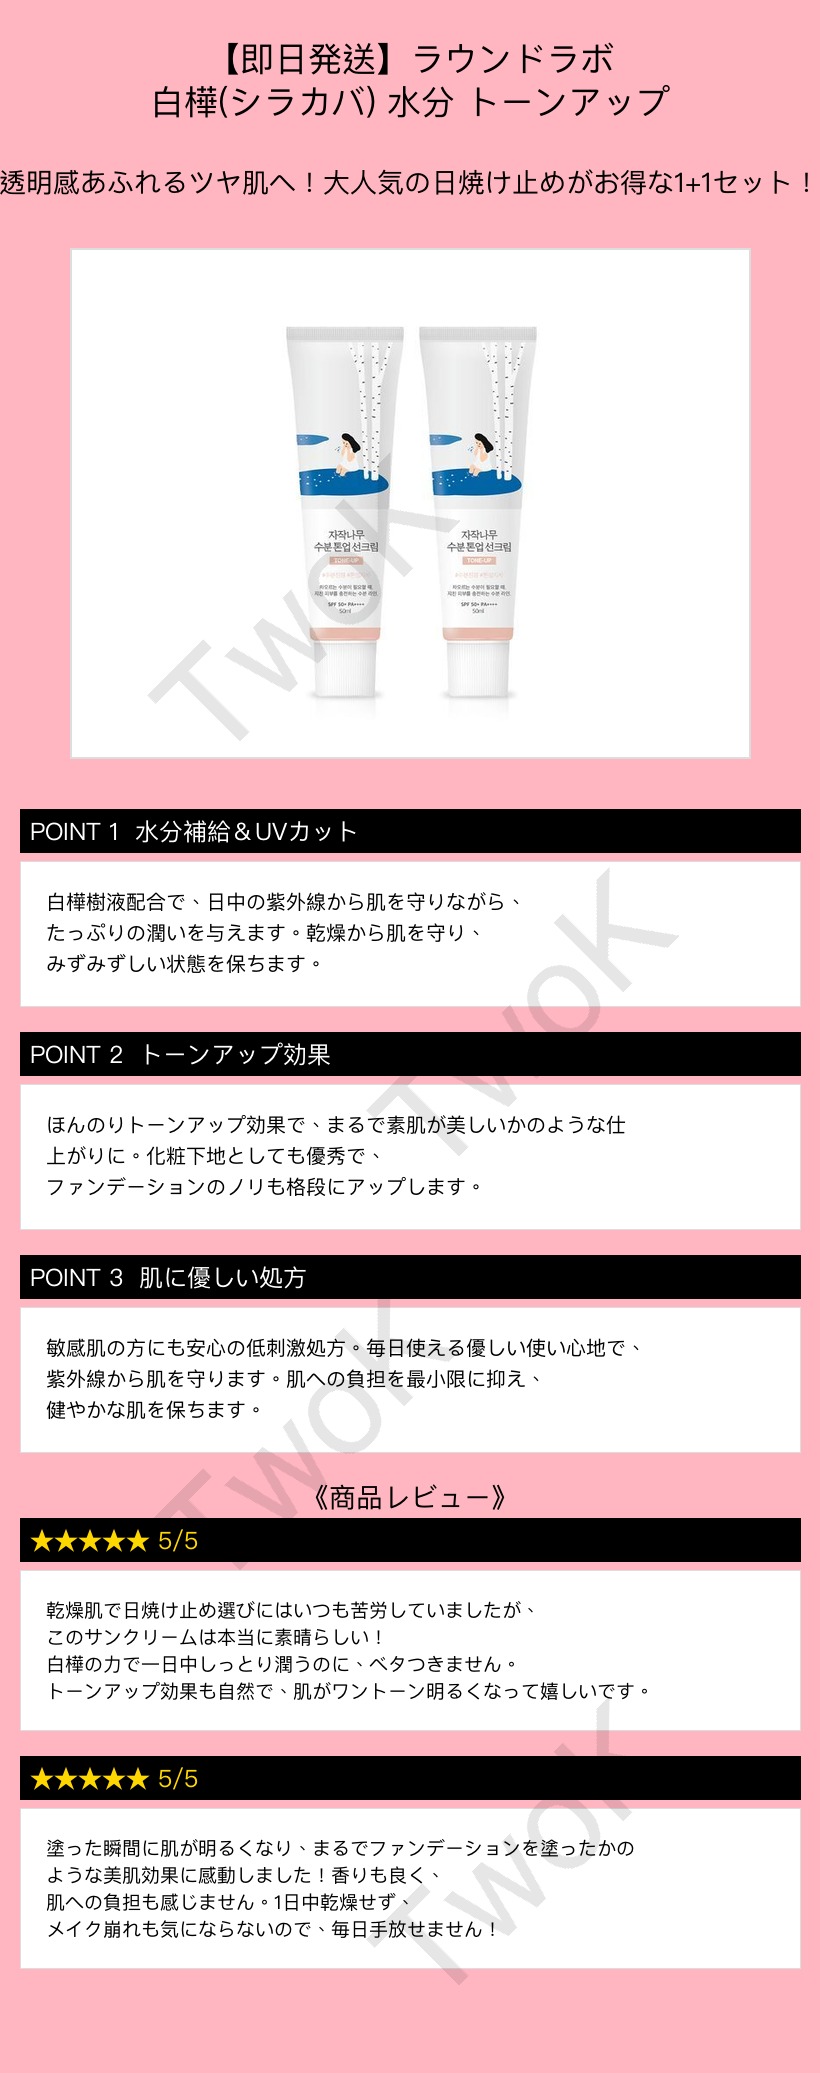 【即日発送】ラウンドラボ
白樺(シラカバ) 水分 トーンアップ
透明感あふれるツヤ肌へ！大人気の日焼け止めがお得な1+1セット！
자작나무
수분 톤업 선크림
TONE-UP
SPF 50+ PA++++
50ml
자작나무
수분 톤업 선크림
TONE-UP
SPF 50+ PA++++
50ml
TwoK
POINT 1 水分補給＆UVカット
白樺樹液配合で、日中の紫外線から肌を守りながら、
たっぷりの潤いを与えます。乾燥から肌を守り、
みずみずしい状態を保ちます。
TwoK
POINT 2 トーンアップ効果
ほんのりトーンアップ効果で、まるで素肌が美しいかのような仕
上がりに。化粧下地としても優秀で、
ファンデーションのノリも格段にアップします。
POINT 3 肌に優しい処方
敏感肌の方にも安心の低刺激処方。毎日使える優しい使い心地で、
紫外線から肌を守ります。肌への負担を最小限に抑え、
健やかな肌を保ちます。
TwoK
《商品レビュー》
★★★★★ 5/5
乾燥肌で日焼け止め選びにはいつも苦労していましたが、
このサンクリームは本当に素晴らしい！
白樺の力で一日中しっとり潤うのに、ベタつきません。
トーンアップ効果も自然で、肌がワントーン明るくなって嬉しいです。
★★★★★ 5/5
塗った瞬間に肌が明るくなり、まるでファンデーションを塗ったかの
ような美肌効果に感動しました！香りも良く、
肌への負担も感じません。1日中乾燥せず、
メイク崩れも気にならないので、毎日手放せません！
TwoK